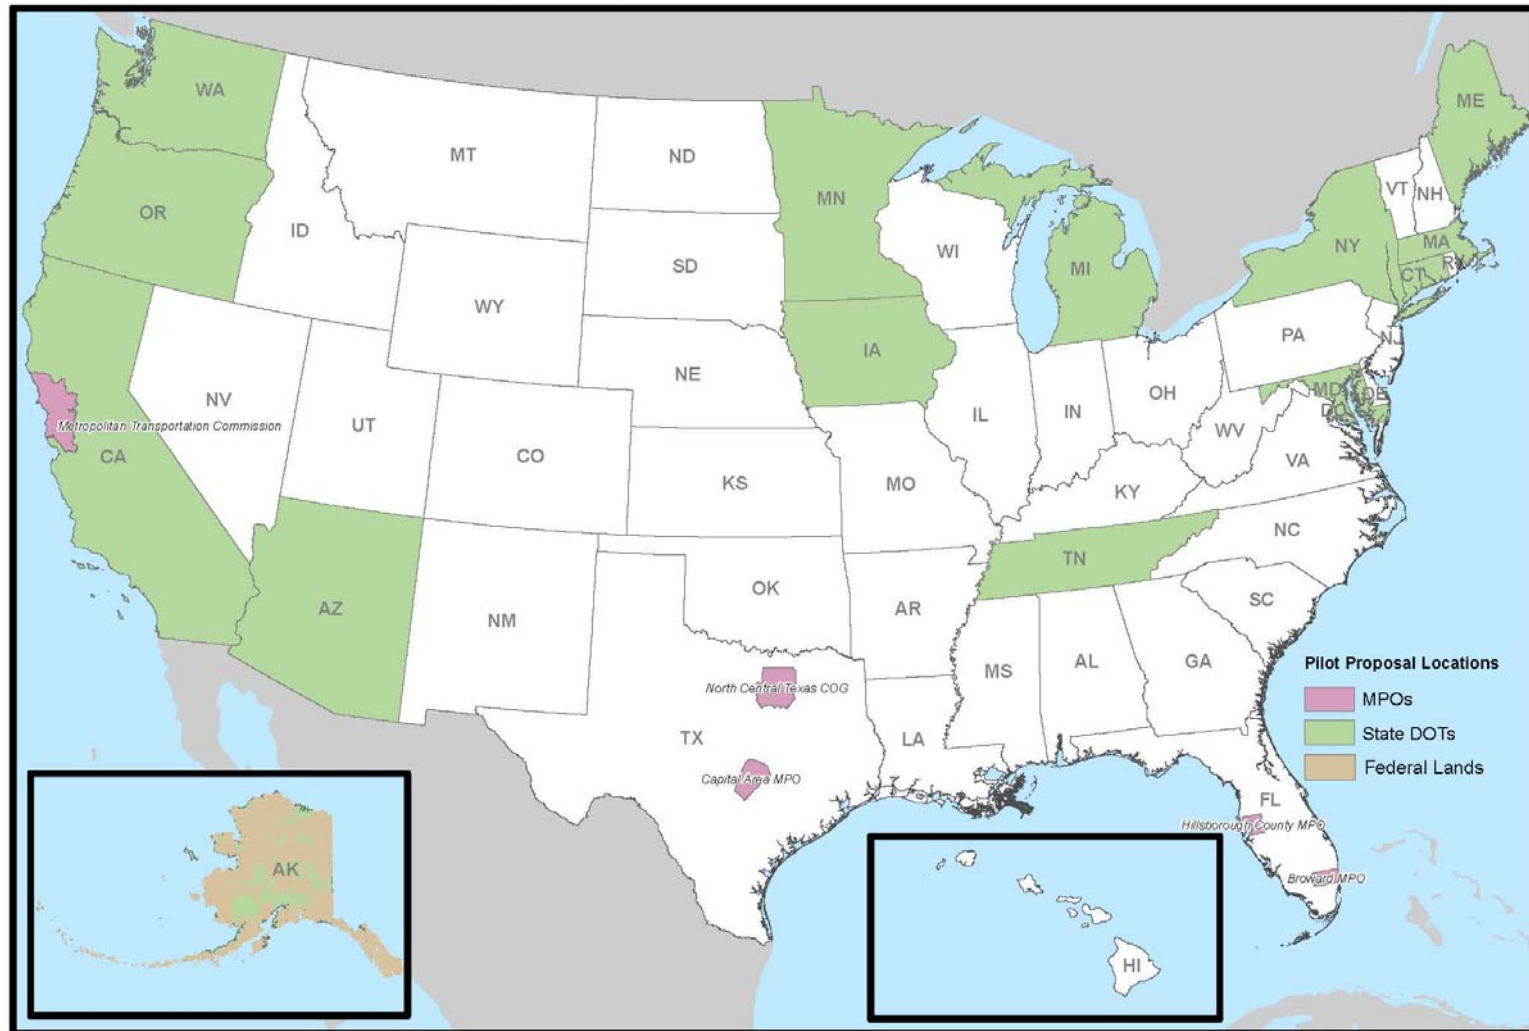 WA
ME
MT
ND
VT
NH
MN
OR
ID
WI
NY
MA
SD
MI
CT
RI
WY
PA
NJ
IA
NE
MD
DE
DC
OH
NV
IL
IN
UT
WV
Metropolitan Transportation Commission
CO
CA
VA
KS
MO
KY
NC
TN
OK
AZ
AR
SC
NM
MS
AL
GA
Pilot Proposal Locations
North Central Texas COG
MPOs
TX
LA
State DOTs
Federal Lands
Capital Area MPO
FL
Hillsborough County MPO
AK
Broward MPO
HI